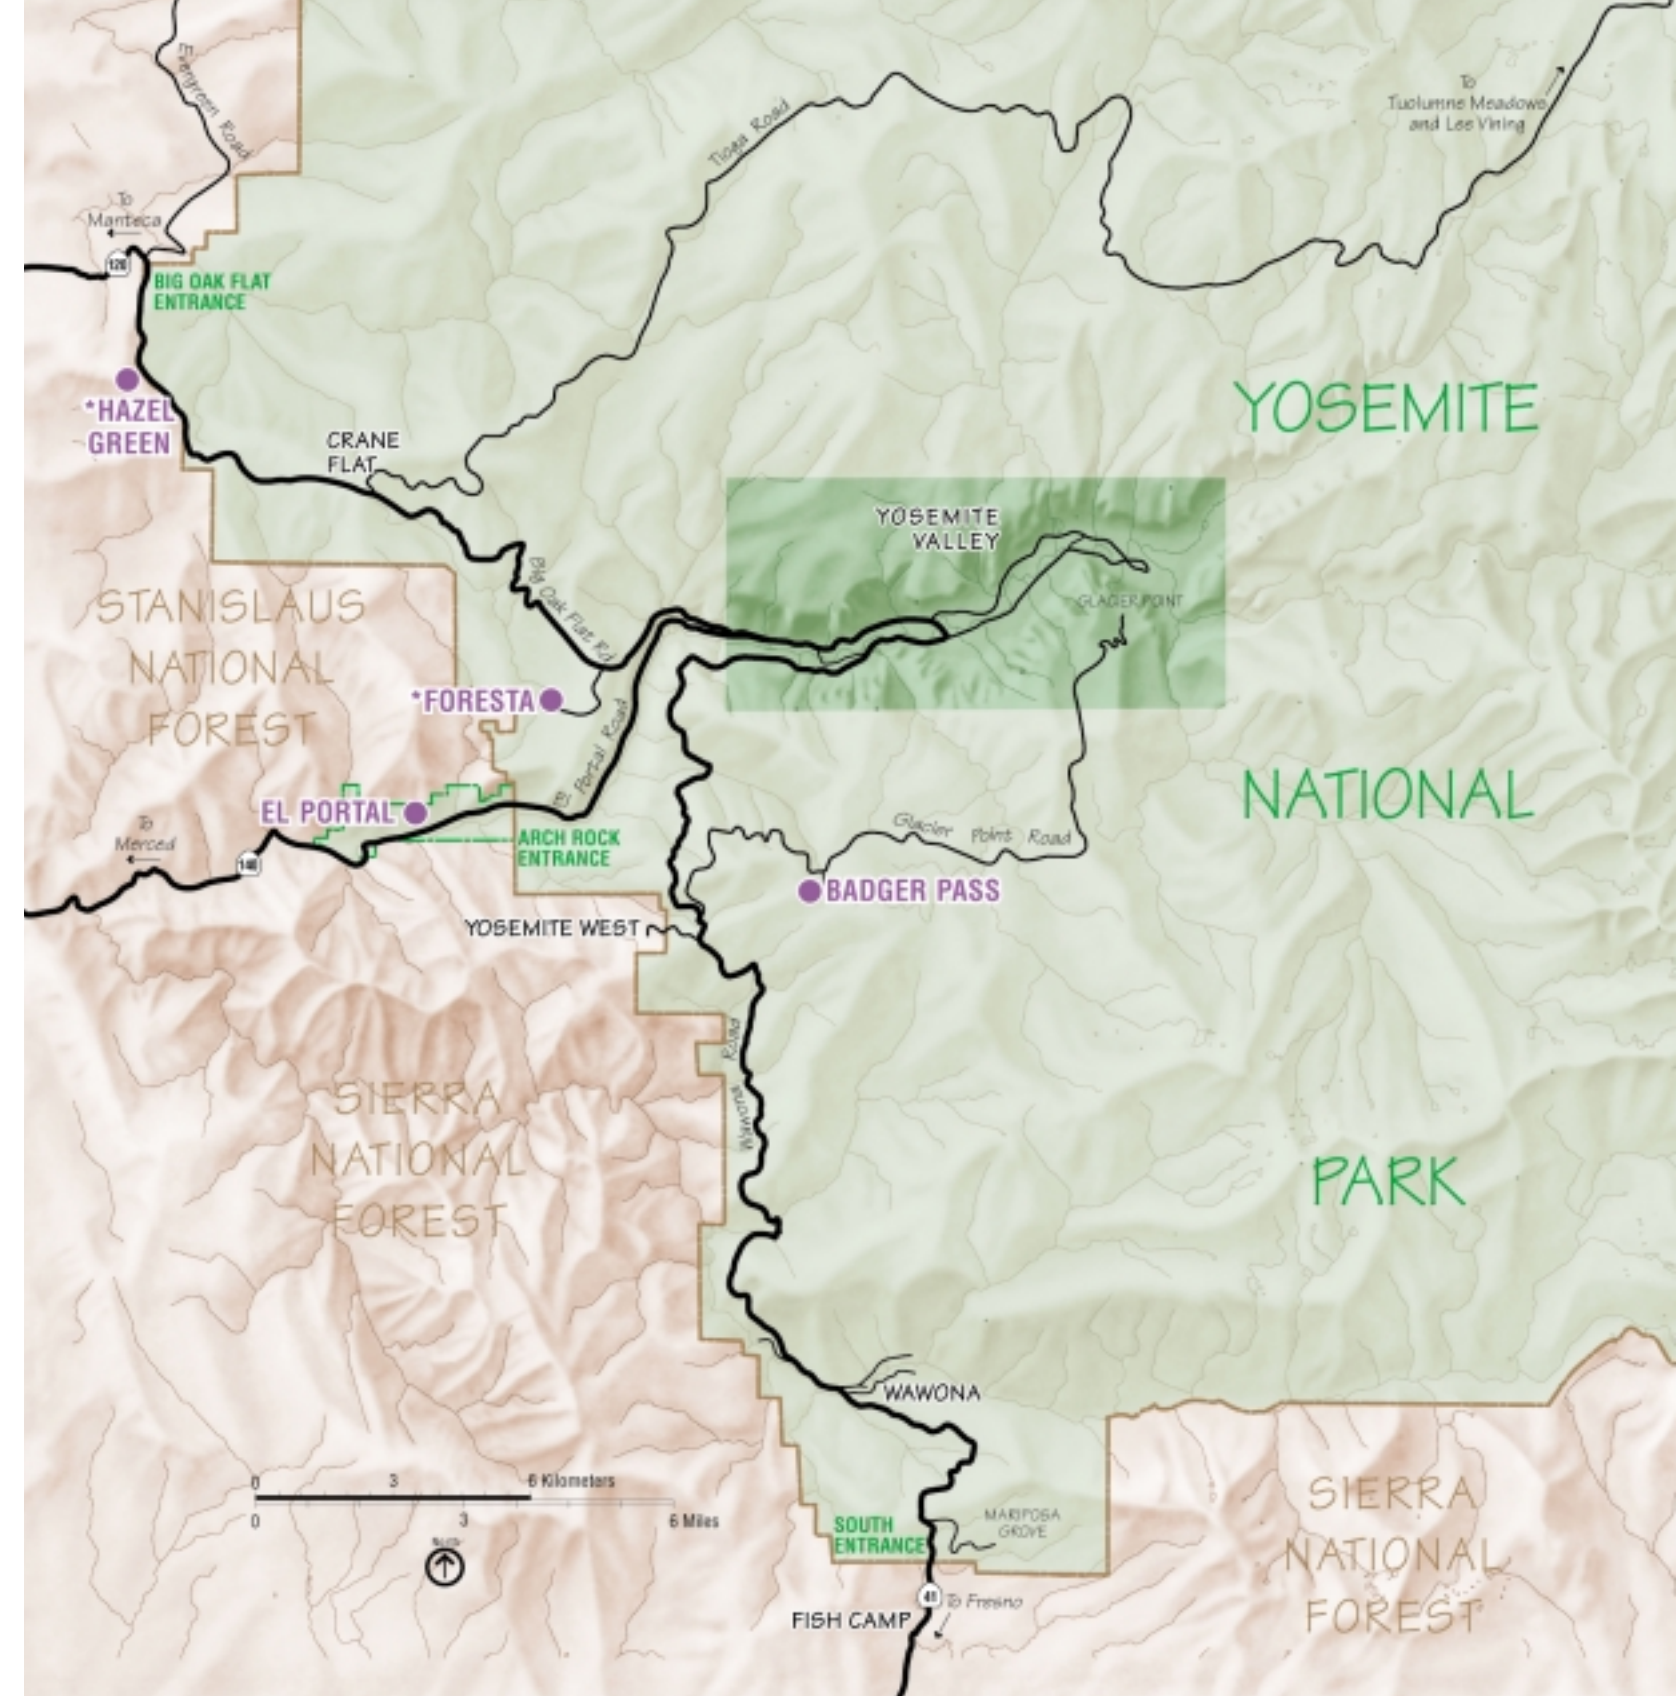 Evergreen Road
To
Manteca
120
BIG OAK FLAT
ENTRANCE
*HAZEL
GREEN
CRANE
FLAT
Tioga Road
To
Tuolumne Meadows
and Lee Vining
YOSEMITE
NATIONAL
PARK
YOSEMITE
VALLEY
GLACIER POINT
Big Oak Flat Rd
STANISLAUS
NATIONAL
FOREST
*FORESTA
El Portal Road
EL PORTAL
To
Merced
140
ARCH ROCK
ENTRANCE
Glacier Point Road
BADGER PASS
YOSEMITE WEST
Wawona Road
SIERRA
NATIONAL
FOREST
WAWONA
0 3 6 Kilometers
0 3 6 Miles
North
SOUTH
ENTRANCE
MARIPOSA
GROVE
41
To Fresno
FISH CAMP
SIERRA
NATIONAL
FOREST